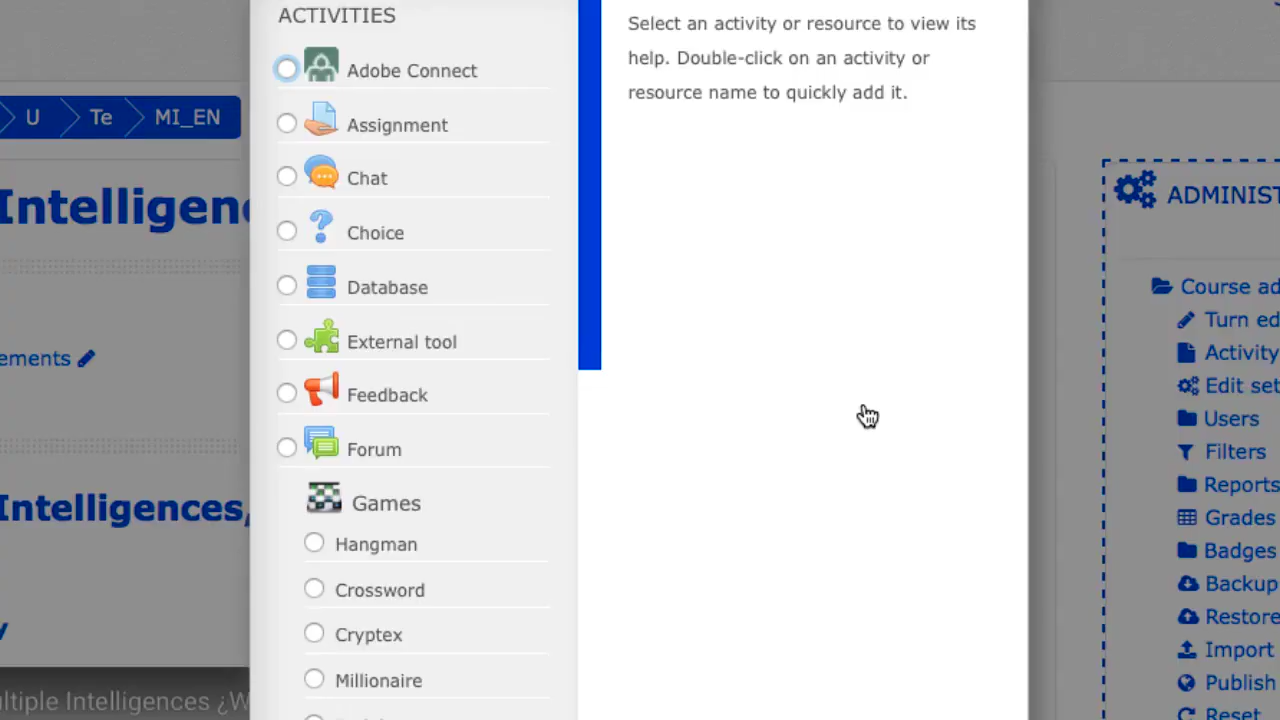 ACTIVITIES
Adobe Connect
Assignment
Chat
Choice
Database
External tool
Feedback
Forum
Games
Hangman
Crossword
Cryptex
Millionaire
Select an activity or resource to view its
help. Double-click on an activity or
resource name to quickly add it.
U Te MI_EN
Intelligenc
ements
Intelligences,
y
ltiple Intelligences ¿W
ADMINIST
Course ad
Turn ed
Activity
Edit set
Users
Filters
Reports
Grades
Badges
Backup
Restore
Import
Publish
Reset